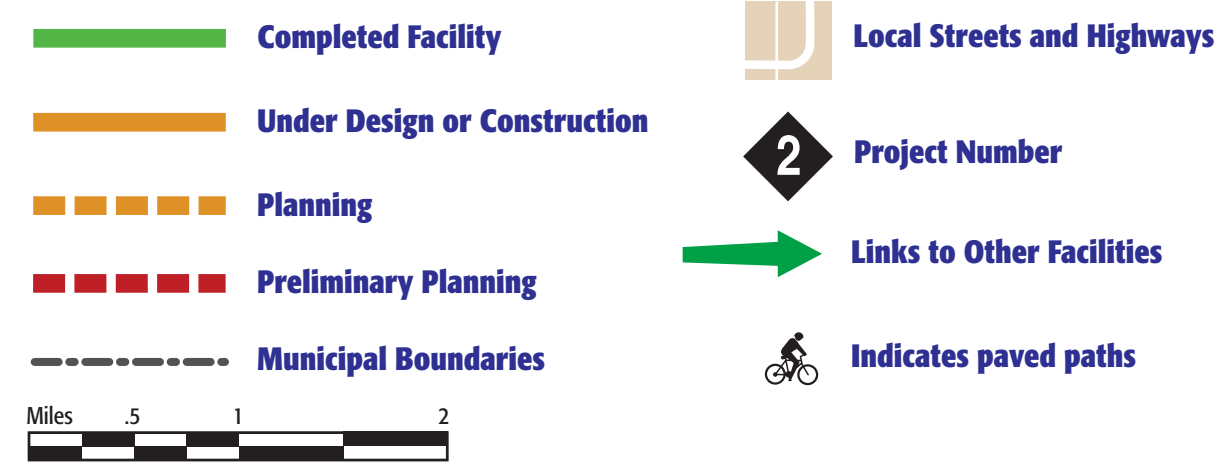 Completed Facility
Under Design or Construction
Planning
Preliminary Planning
Municipal Boundaries
Miles .5 1 2
Local Streets and Highways
2 Project Number
Links to Other Facilities
Indicates paved paths